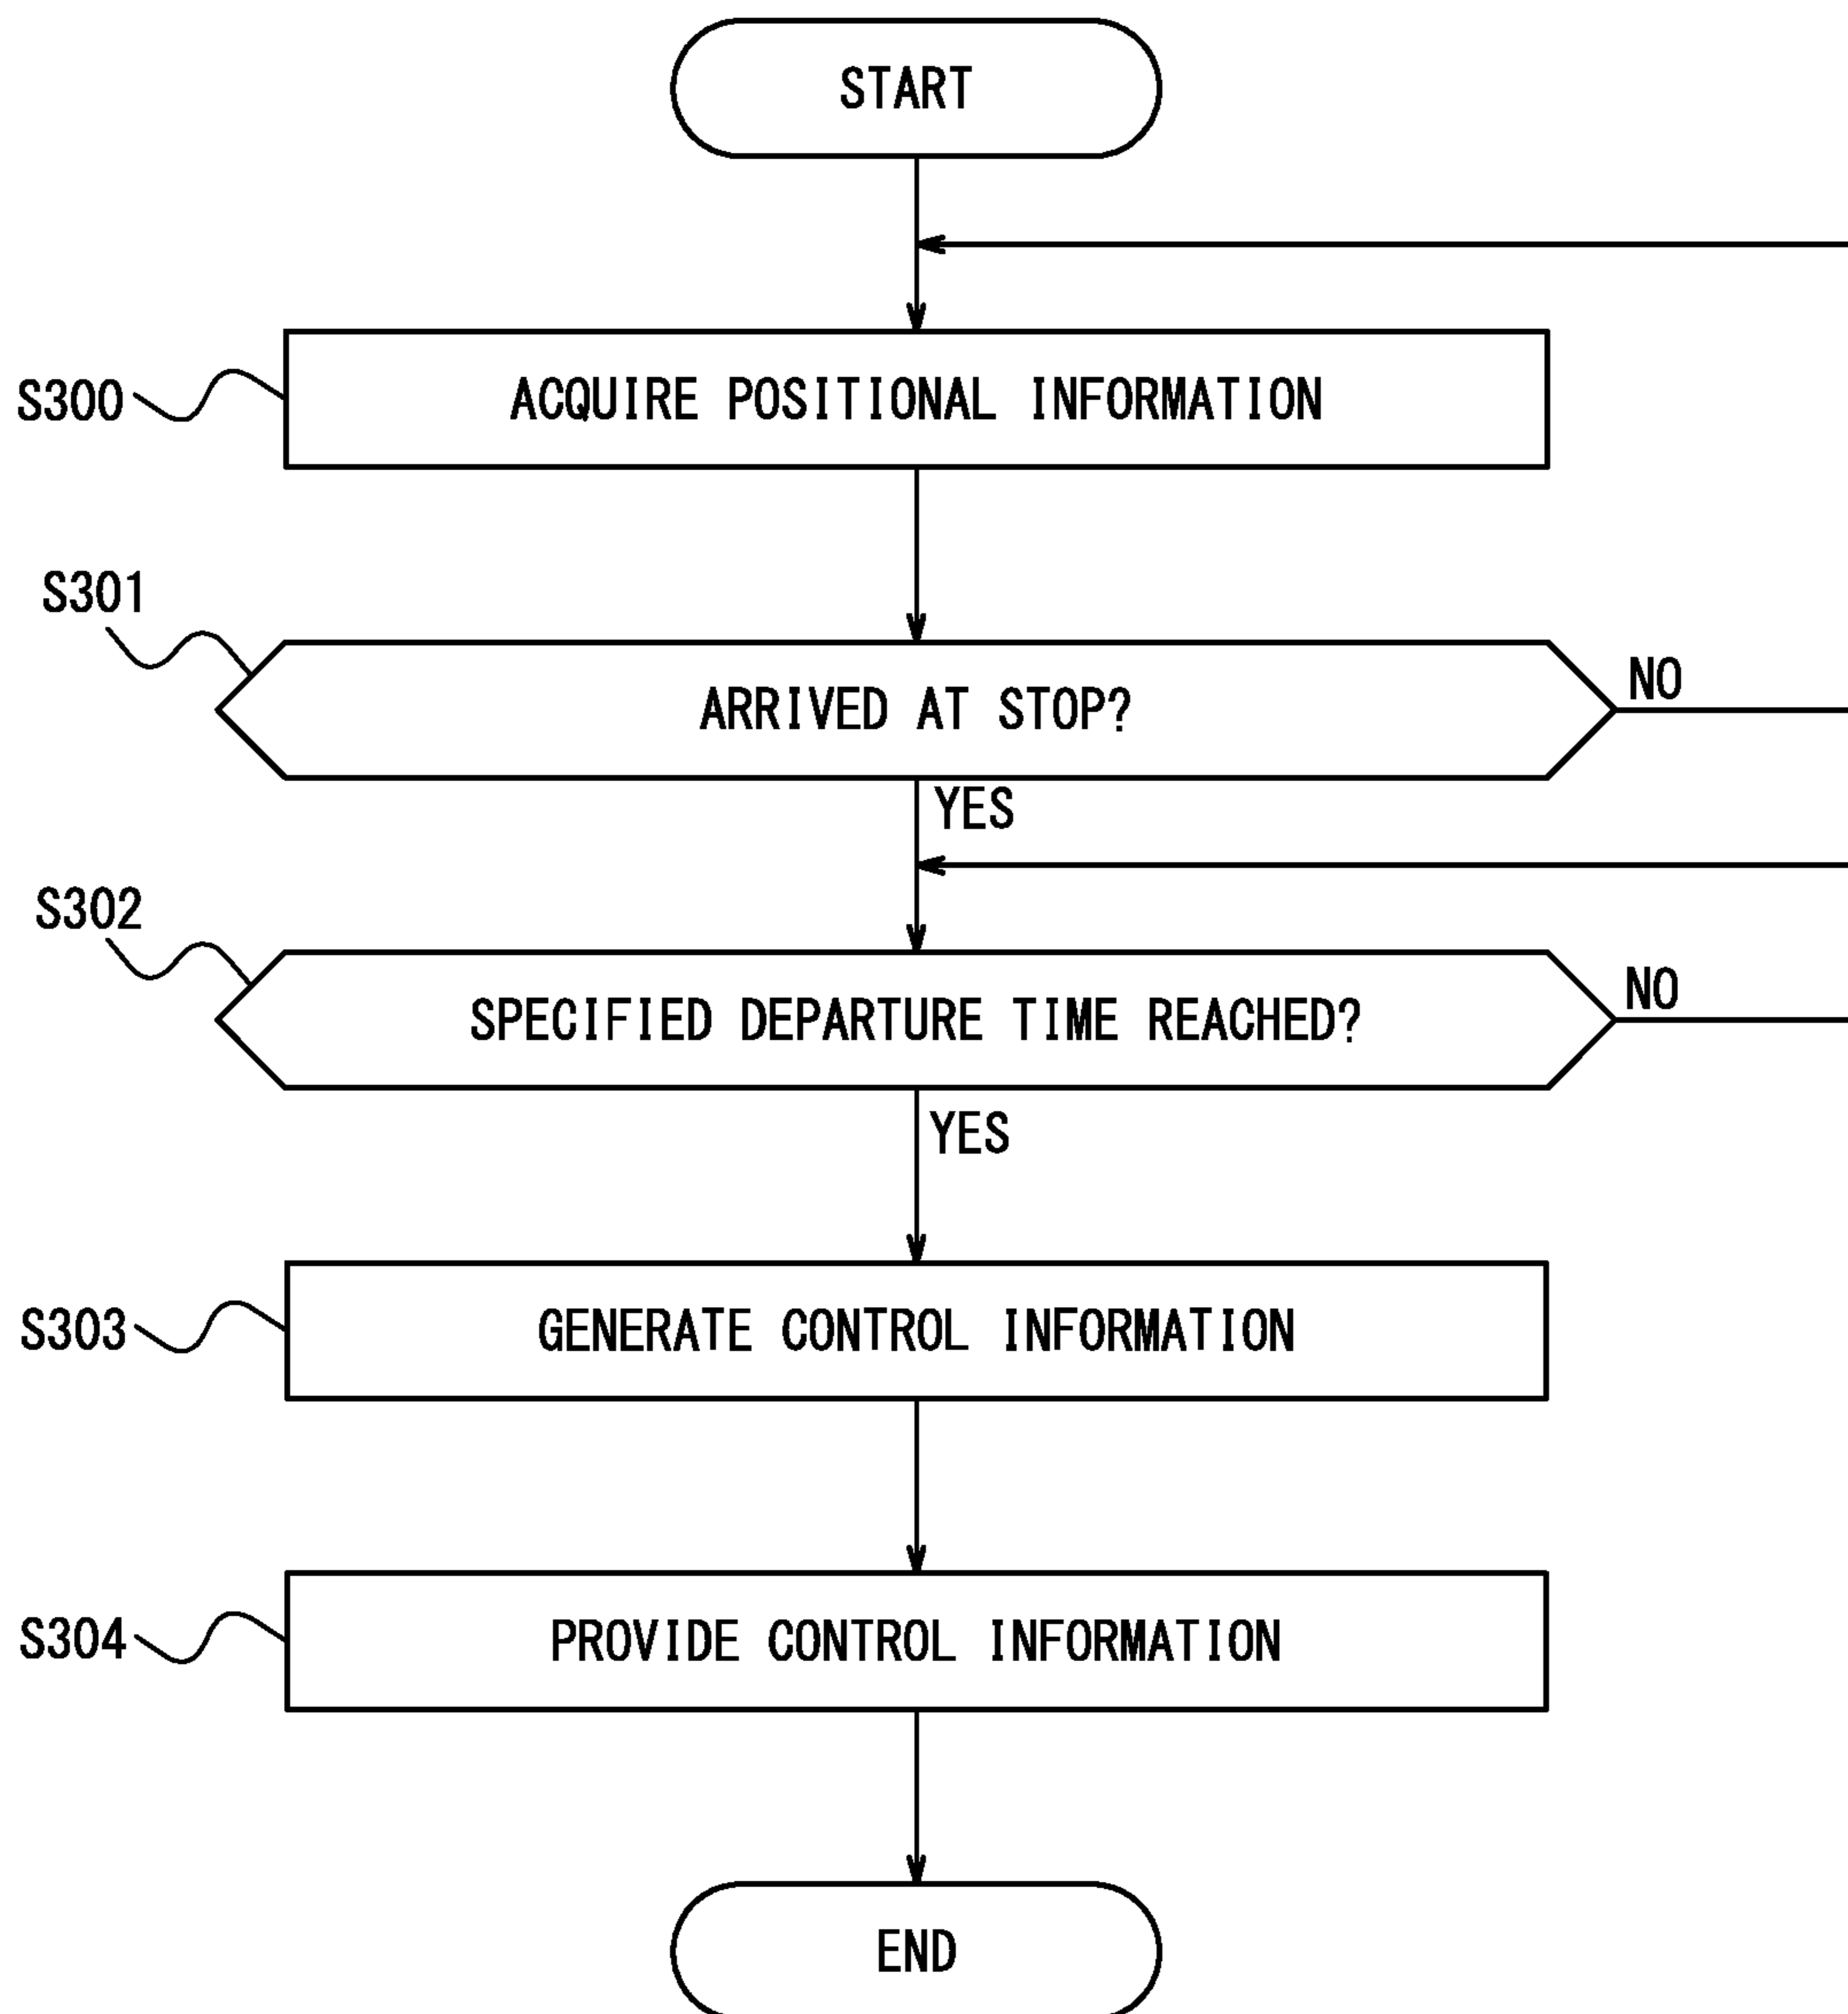 START
S300
ACQUIRE POSITIONAL INFORMATION
S301
ARRIVED AT STOP?
NO
YES
S302
SPECIFIED DEPARTURE TIME REACHED?
NO
YES
S303
GENERATE CONTROL INFORMATION
S304
PROVIDE CONTROL INFORMATION
END